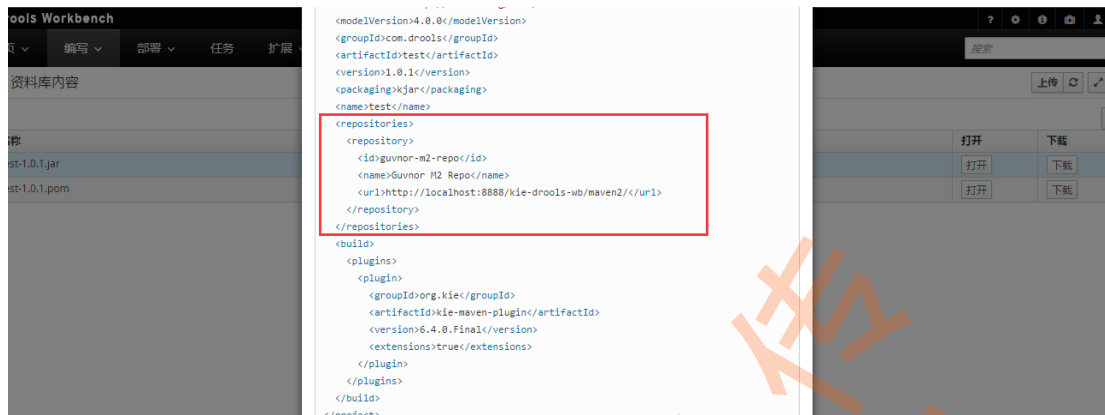 ools Workbench
编写
部署
任务
扩展
搜索
资料库内容
上传
打开
下载
est-1.0.1.jar
打开
下载
est-1.0.1.pom
打开
下载
<modelVersion>4.0.0</modelVersion>
<groupId>com.drools</groupId>
<artifactId>test</artifactId>
<version>1.0.1</version>
<packaging>kjar</packaging>
<name>test</name>
<repositories>
<repository>
<id>guvnor-m2-repo</id>
<name>Guvnor M2 Repo</name>
<url>http://localhost:8888/kie-drools-wb/maven2/</url>
</repository>
</repositories>
<build>
<plugins>
<plugin>
<groupId>org.kie</groupId>
<artifactId>kie-maven-plugin</artifactId>
<version>6.4.0.Final</version>
<extensions>true</extensions>
</plugin>
</plugins>
</build>
</project>
传